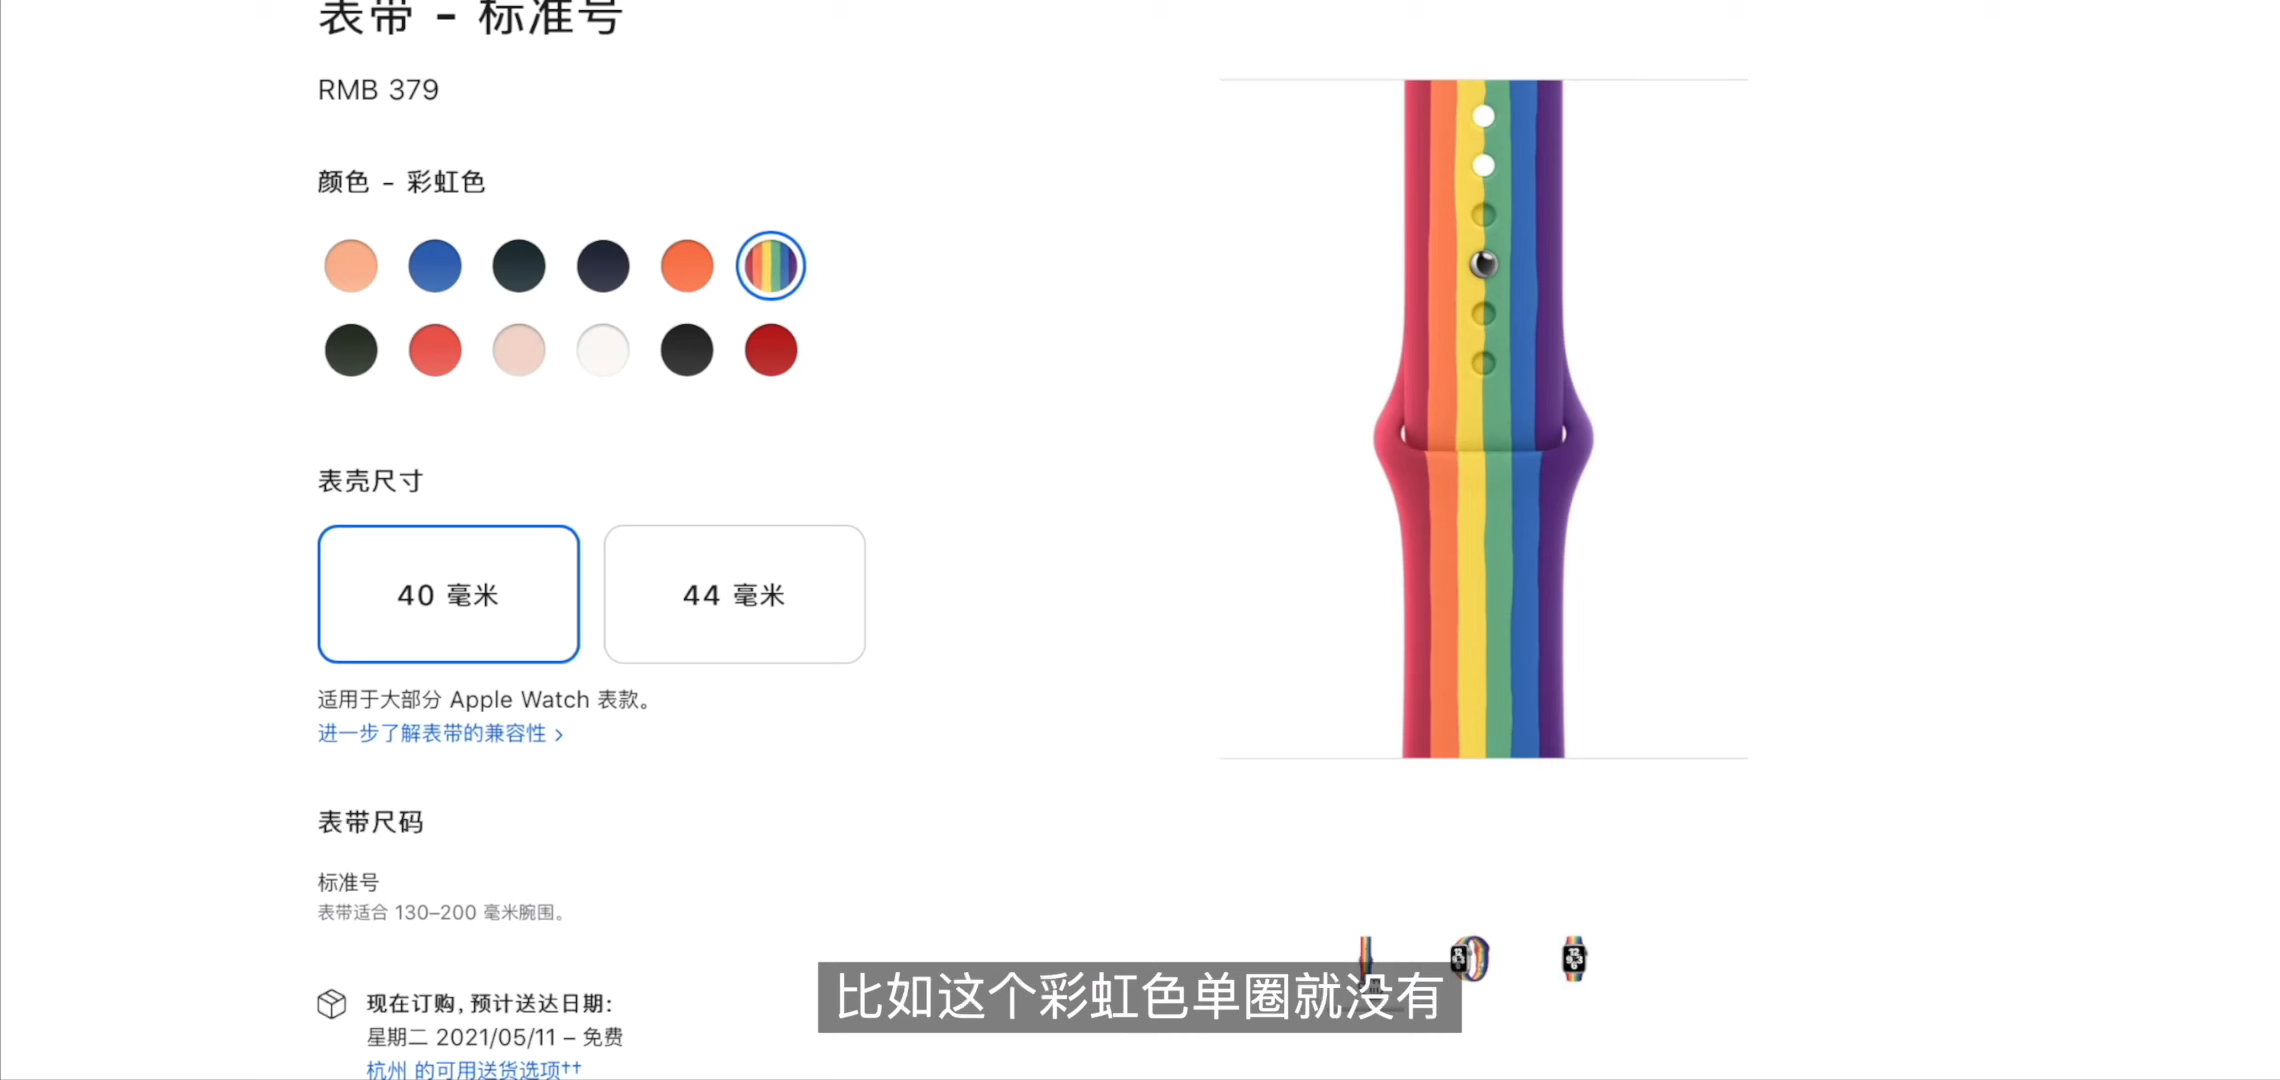 表带 - 标准号
RMB 379
颜色 - 彩虹色
表壳尺寸
40 毫米
44 毫米
适用于大部分 Apple Watch 表款。
进一步了解表带的兼容性 >
表带尺码
标准号
表带适合 130–200 毫米腕围。
现在订购，预计送达日期：
星期二 2021/05/11 – 免费
杭州 的可用送货选项††
比如这个彩虹色单圈就没有